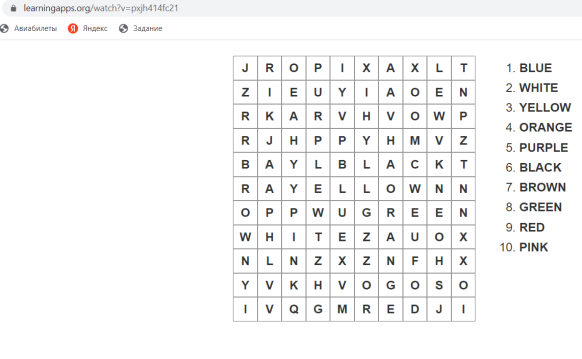 learningapps.org/watch?v=pxjh414fc21
Авиабилеты Яндекс Задание
J R O P I X A X L T
Z I E U Y I A O E N
R K A R V H V O W P
R J H P P Y H M V Z
B A Y L B L A C K T
R A Y E L L O W N N
O P P W U G R E E N
W H I T E Z A U O X
N L N Z X Z N F H X
Y V K H V O G O S O
I V Q G M R E D J I
1. BLUE
2. WHITE
3. YELLOW
4. ORANGE
5. PURPLE
6. BLACK
7. BROWN
8. GREEN
9. RED
10. PINK